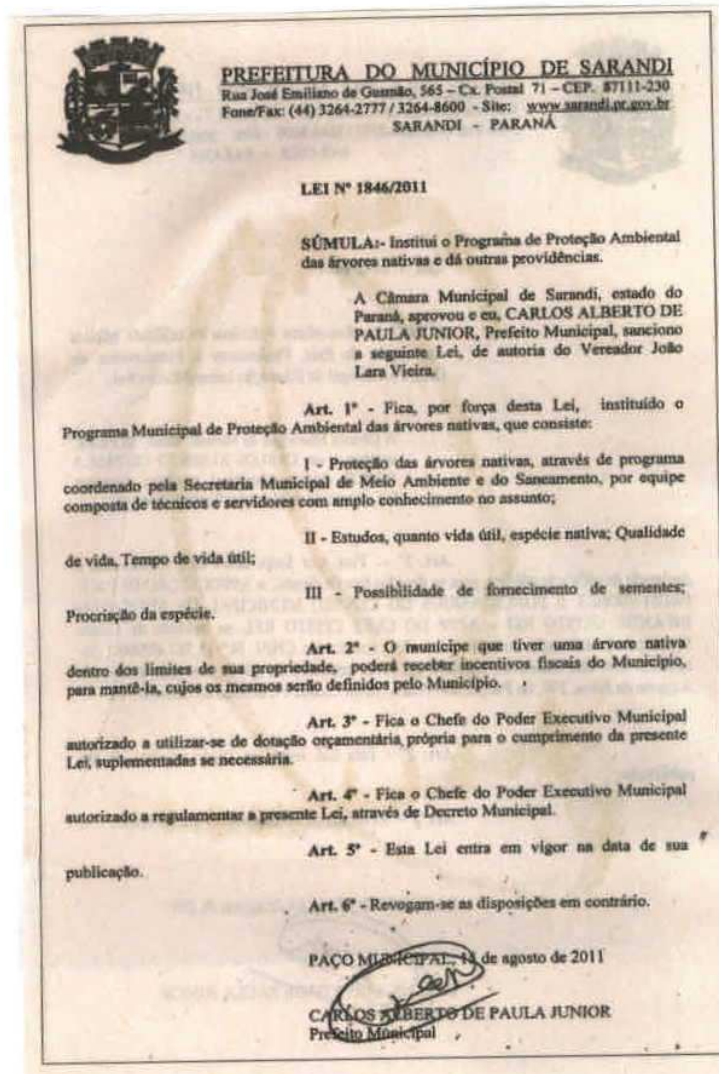 PREFEITURA DO MUNICÍPIO DE SARANDI
Rua José Emiliano de Gusmão, 565 – Cx. Postal 71 – CEP. 87111-230
Fone/Fax: (44) 3264-2777 / 3264-8600 - Site: www.sarandi.pr.gov.br
SARANDI - PARANÁ
LEI Nº 1846/2011
SÚMULA:- Institui o Programa de Proteção Ambiental
das árvores nativas e dá outras providências.
A Câmara Municipal de Sarandi, estado do
Paraná, aprovou e eu, CARLOS ALBERTO DE
PAULA JUNIOR, Prefeito Municipal, sanciono
a seguinte Lei, de autoria do Vereador João
Lara Vieira.
Art. 1º - Fica, por força desta Lei, instituído o
Programa Municipal de Proteção Ambiental das árvores nativas, que consiste:
I - Proteção das árvores nativas, através de programa
coordenado pela Secretaria Municipal de Meio Ambiente e do Saneamento, por equipe
composta de técnicos e servidores com amplo conhecimento no assunto;
II - Estudos, quanto vida útil, espécie nativa; Qualidade
de vida, Tempo de vida útil;
III - Possibilidade de fornecimento de sementes;
Procriação da espécie.
Art. 2º - O munícipe que tiver uma árvore nativa
dentro dos limites de sua propriedade, poderá receber incentivos fiscais do Município,
para mantê-la, cujos os mesmos serão definidos pelo Município.
Art. 3º - Fica o Chefe do Poder Executivo Municipal
autorizado a utilizar-se de dotação orçamentária própria para o cumprimento da presente
Lei, suplementadas se necessária.
Art. 4º - Fica o Chefe do Poder Executivo Municipal
autorizado a regulamentar a presente Lei, através de Decreto Municipal.
Art. 5º - Esta Lei entra em vigor na data de sua
publicação.
Art. 6º - Revogam-se as disposições em contrário.
PAÇO MUNICIPAL, de agosto de 2011
CARLOS ALBERTO DE PAULA JUNIOR
Prefeito Municipal